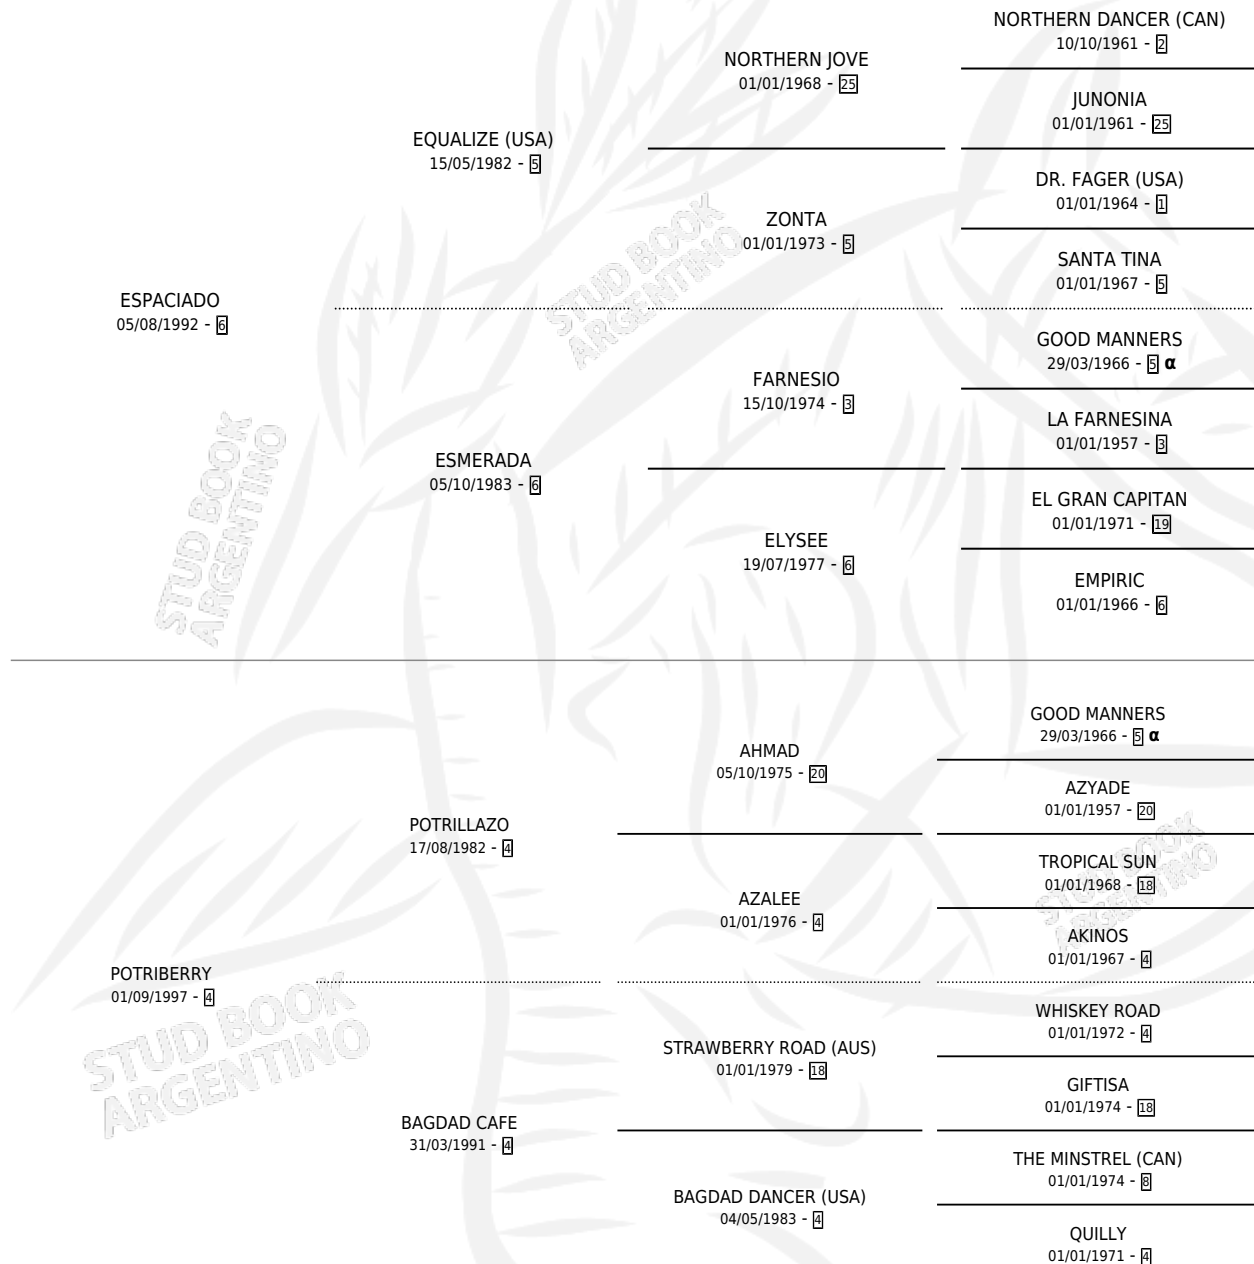 NORTHERN DANCER (CAN)
10/10/1961 - 2
NORTHERN JOVE
01/01/1968 - 25
JUNONIA
01/01/1961 - 25
EQUALIZE (USA)
15/05/1982 - 5
DR. FAGER (USA)
01/01/1964 - 1
ZONTA
01/01/1973 - 5
SANTA TINA
01/01/1967 - 5
ESPACIADO
05/08/1992 - 6
GOOD MANNERS
29/03/1966 - 5 α
FARNESIO
15/10/1974 - 3
LA FARNESINA
01/01/1957 - 3
ESMERADA
05/10/1983 - 6
EL GRAN CAPITAN
01/01/1971 - 19
ELYSEE
19/07/1977 - 6
EMPIRIC
01/01/1966 - 6
GOOD MANNERS
29/03/1966 - 5 α
AHMAD
05/10/1975 - 20
AZYADE
01/01/1957 - 20
POTRILLAZO
17/08/1982 - 4
TROPICAL SUN
01/01/1968 - 18
AZALEE
01/01/1976 - 4
AKINOS
01/01/1967 - 4
POTRIBERRY
01/09/1997 - 4
WHISKEY ROAD
01/01/1972 - 4
STRAWBERRY ROAD (AUS)
01/01/1979 - 18
GIFTISA
01/01/1974 - 18
BAGDAD CAFE
31/03/1991 - 4
THE MINSTREL (CAN)
01/01/1974 - 8
BAGDAD DANCER (USA)
04/05/1983 - 4
QUILLY
01/01/1971 - 4
STUD BOOK
ARGENTINO
STUD BOOK
ARGENTINO
STUD BOOK
ARGENTINO
STUD BOOK
ARGENTINO